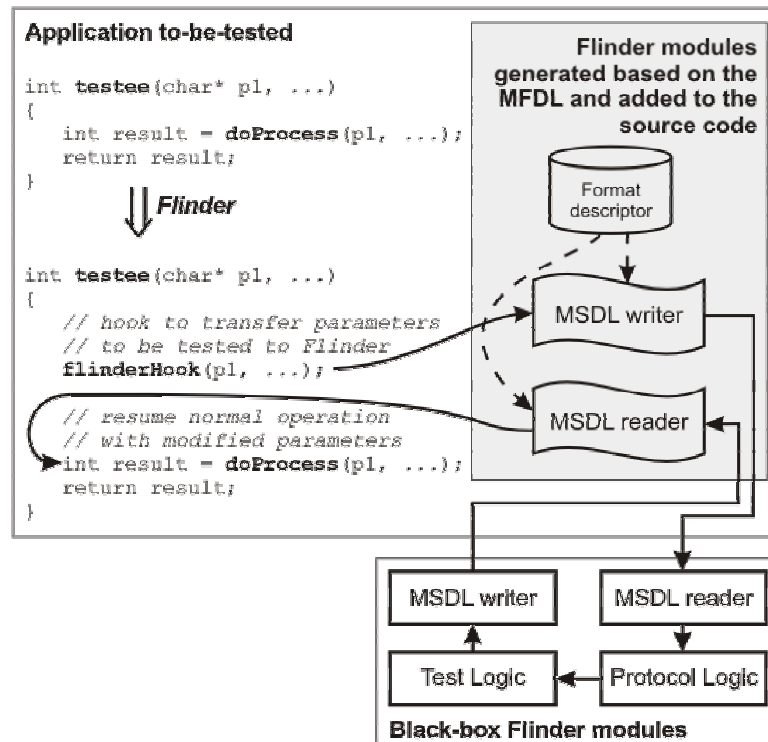 Application to-be-tested
int testee(char* p1, ...)
{
int result = doProcess(p1, ...);
return result;
}
Flinder
int testee(char* p1, ...)
{
// hook to transfer parameters
// to be tested to Flinder
flinderHook(p1, ...);
// resume normal operation
// with modified parameters
int result = doProcess(p1, ...);
return result;
}
Flinder modules
generated based on the
MFDL and added to the
source code
Format
descriptor
MSDL writer
MSDL reader
MSDL writer
MSDL reader
Test Logic
Protocol Logic
Black-box Flinder modules